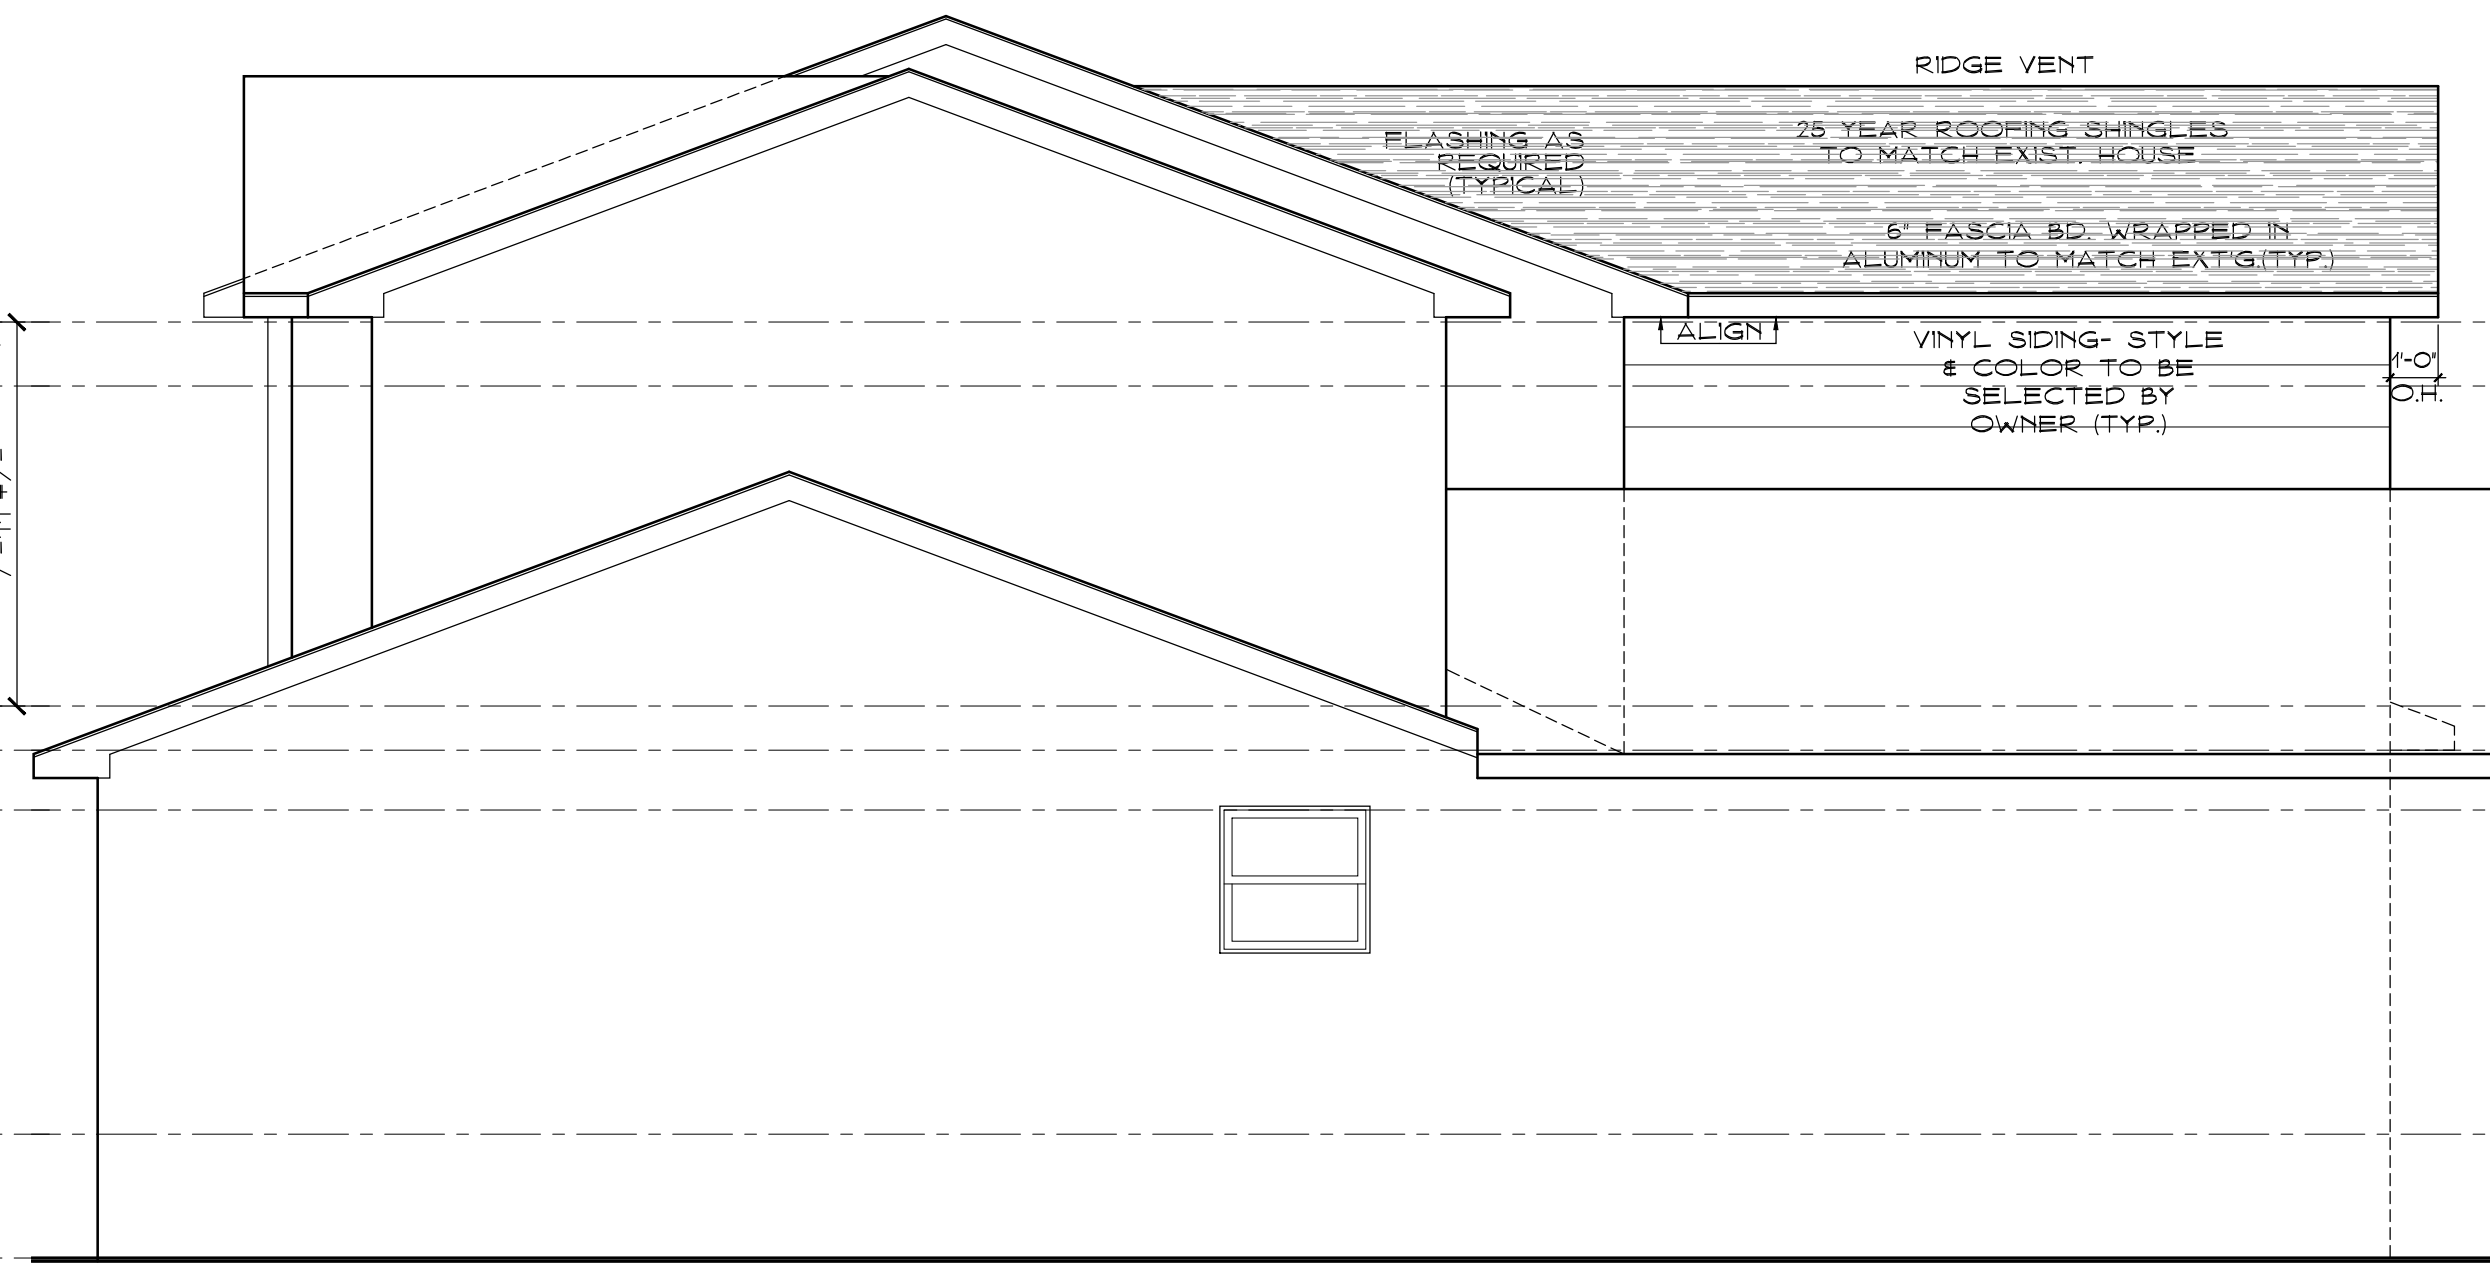 RIDGE VENT
FLASHING AS
REQUIRED
(TYPICAL)
25 YEAR ROOFING SHINGLES
TO MATCH EXIST. HOUSE
6" FASCIA BD. WRAPPED IN
ALUMINUM TO MATCH EXT'G.(TYP.)
ALIGN
VINYL SIDING- STYLE
& COLOR TO BE
SELECTED BY
OWNER (TYP.)
1'-0"
O.H.